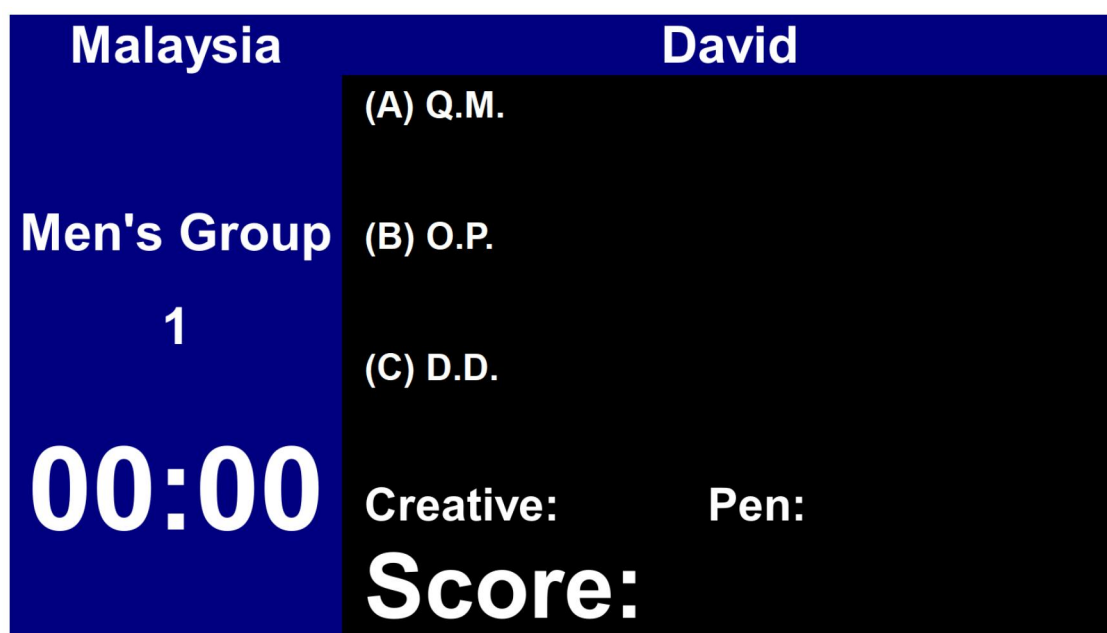 Malaysia
David
Men's Group
1
00:00
(A) Q.M.
(B) O.P.
(C) D.D.
Creative: Pen:
Score: